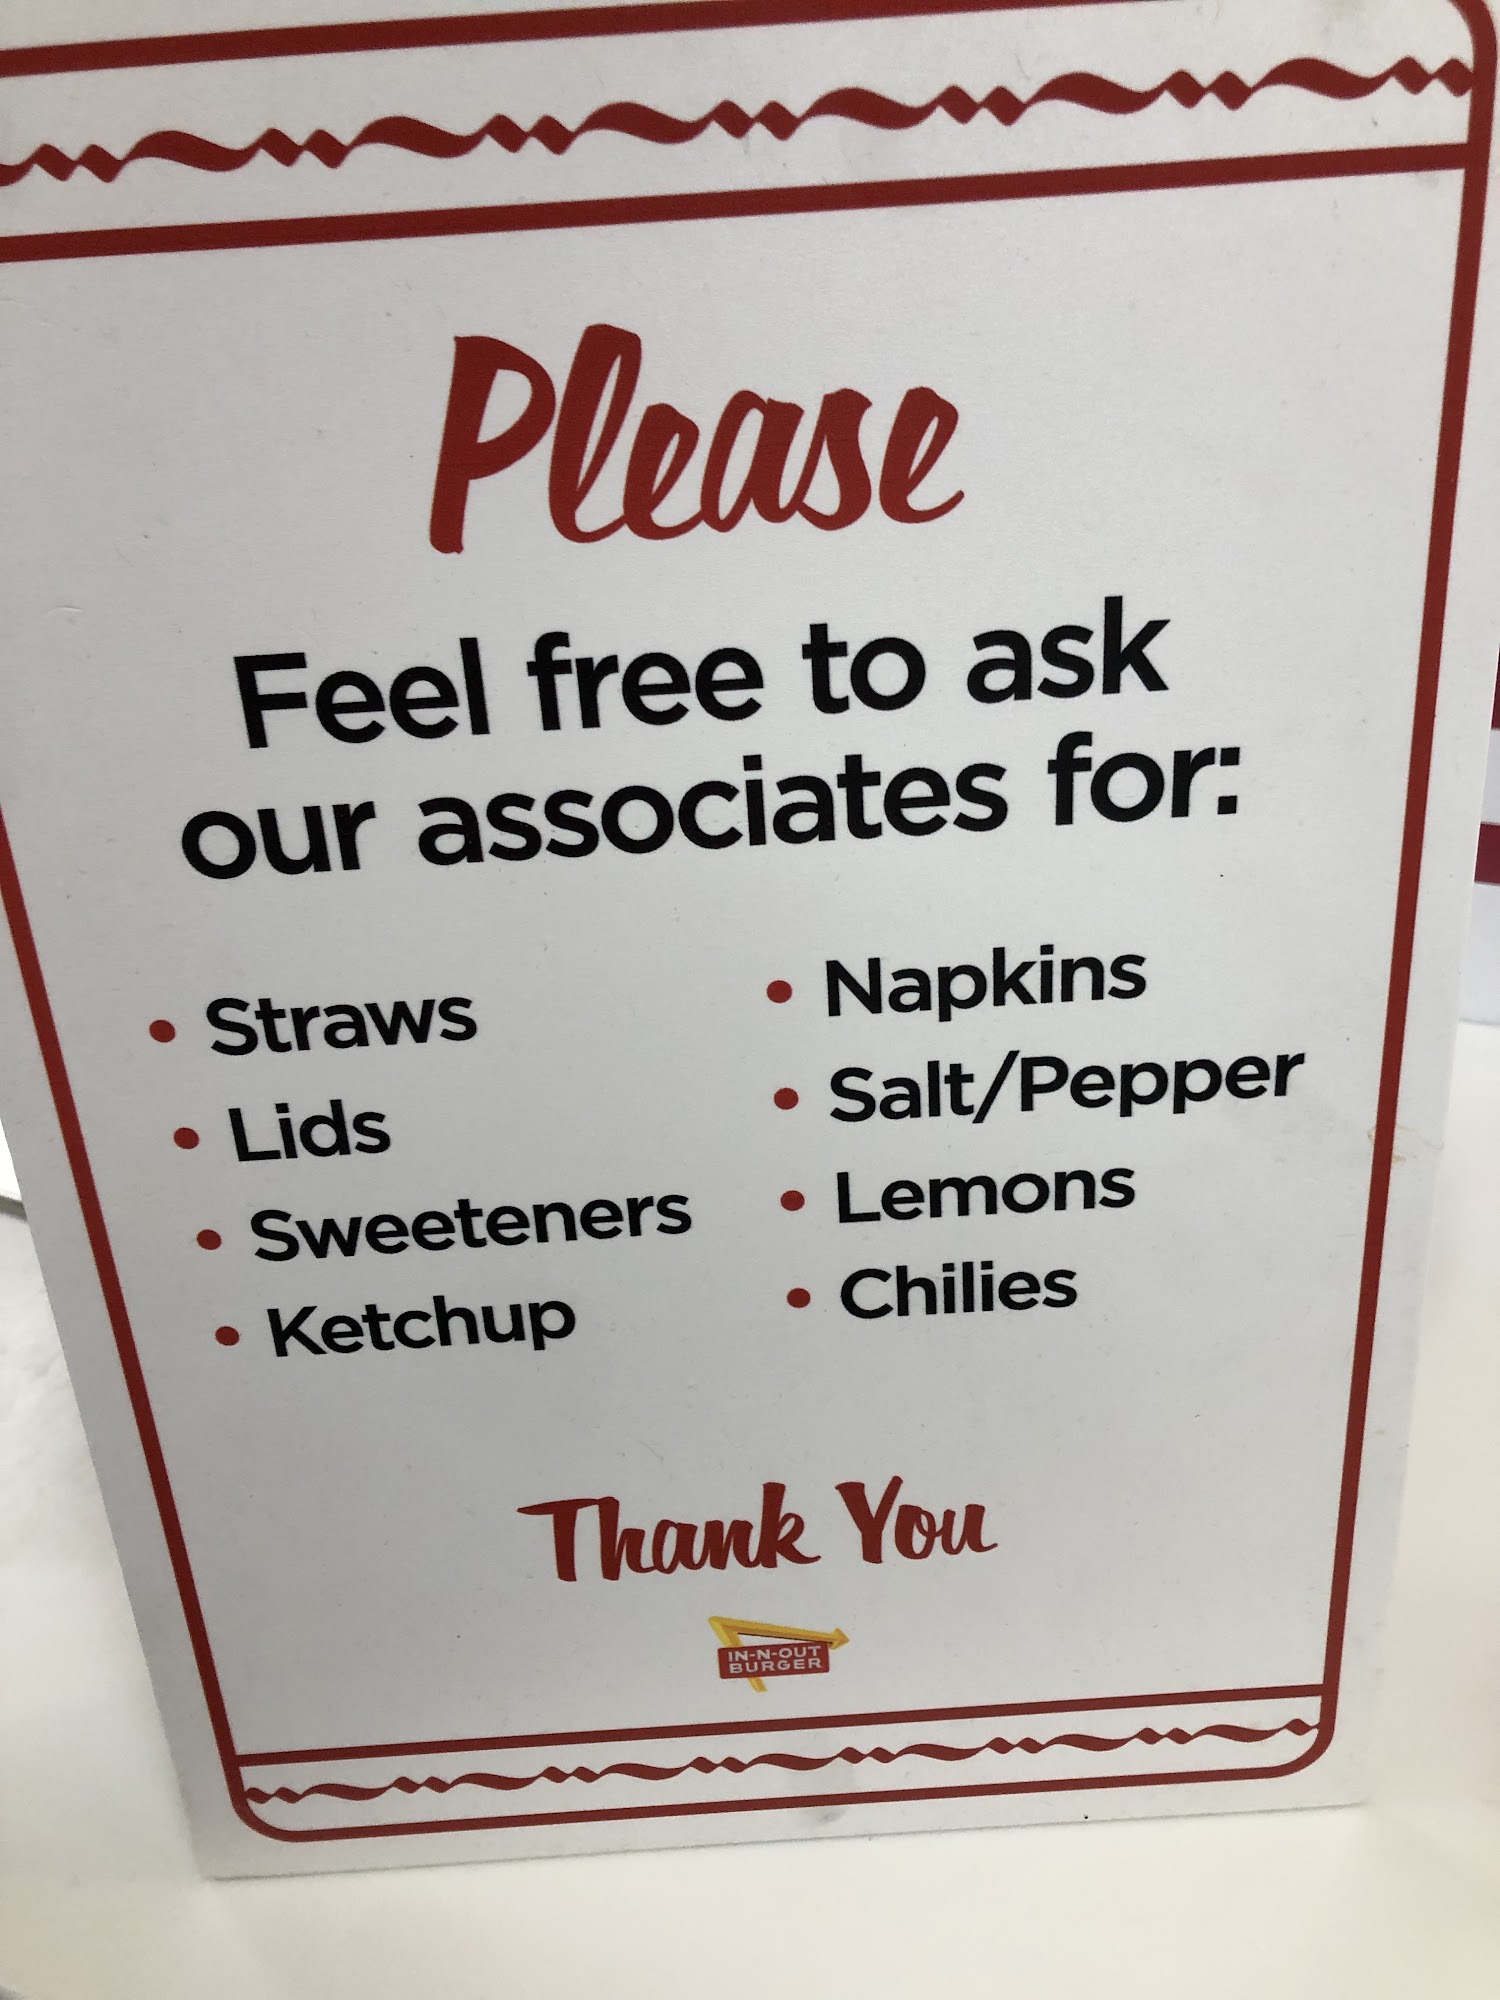 Please
Feel free to ask
our associates for:
• Straws
• Lids
• Sweeteners
• Ketchup
• Napkins
• Salt/Pepper
• Lemons
• Chilies
Thank You
IN-N-OUT
BURGER